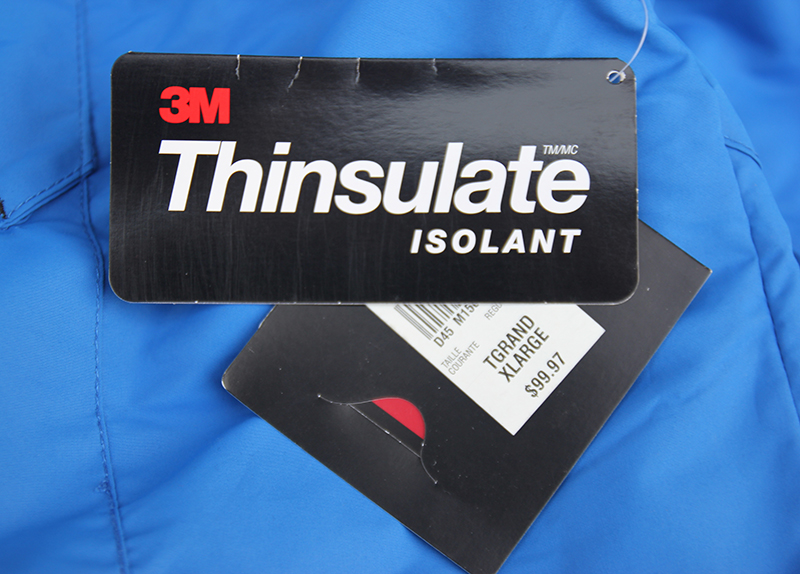 3M
Thinsulate TM/MC
ISOLANT
D45
TAILLE
COURANTE
TGRAND
XLARGE
$99.97